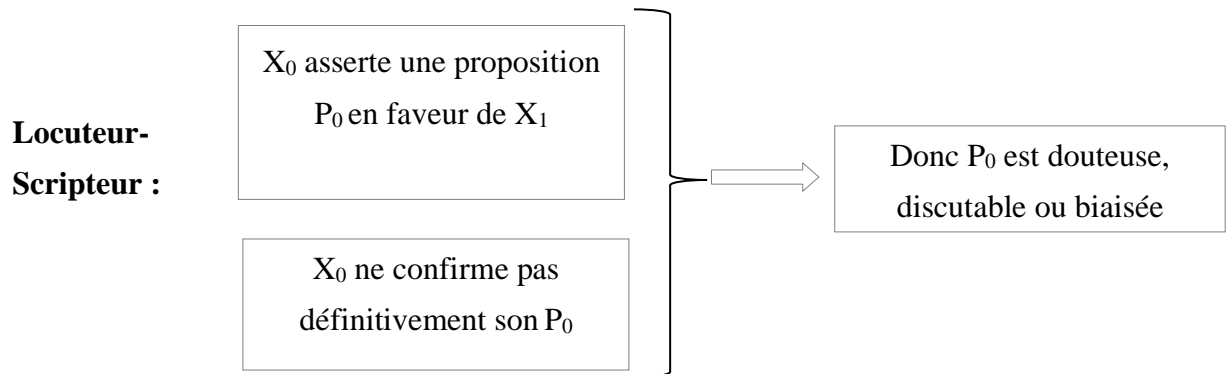 X₀ asserte une proposition
P₀ en faveur de X₁
Locuteur-
Scripteur :
X₀ ne confirme pas
définitivement son P₀
Donc P₀ est douteuse,
discutable ou biaisée